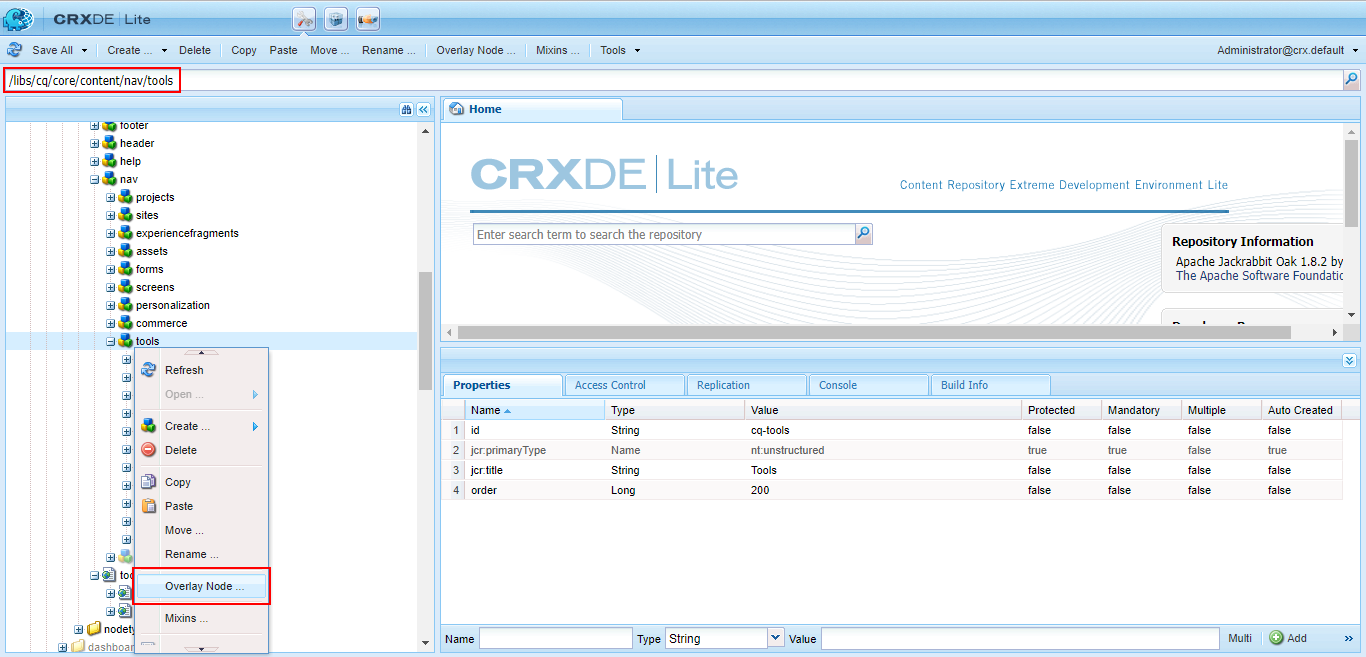 CRXDE | Lite
Save All Create ... Delete Copy Paste Move ... Rename ... Overlay Node ... Mixins ... Tools Administrator@crx.default
/libs/cq/core/content/nav/tools
footer
header
help
nav
projects
sites
experiencefragments
assets
forms
screens
personalization
commerce
tools
Refresh
Open ...
Create ...
Delete
Copy
Paste
Move ...
Rename ...
Overlay Node ...
Mixins ...
too
nodety
dashboar
Home
CRXDE | Lite
Content Repository Extreme Development Environment Lite
Enter search term to search the repository
Repository Information
Apache Jackrabbit Oak 1.8.2 by
The Apache Software Foundatio
Properties Access Control Replication Console Build Info
Name Type Value Protected Mandatory Multiple Auto Created
1 id String cq-tools false false false false
2 jcr:primaryType Name nt:unstructured true true false true
3 jcr:title String Tools false false false false
4 order Long 200 false false false false
Name Type String Value Multi Add »